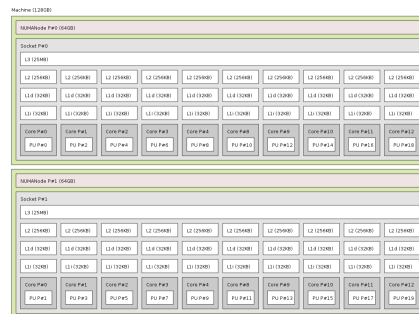 Machine (128GB)
NUMANode P#0 (64GB)
Socket P#0
L3 (25MB)
L2 (256KB) L2 (256KB) L2 (256KB) L2 (256KB) L2 (256KB) L2 (256KB) L2 (256KB) L2 (256KB) L2 (256KB) L2 (256KB)
L1d (32KB) L1d (32KB) L1d (32KB) L1d (32KB) L1d (32KB) L1d (32KB) L1d (32KB) L1d (32KB) L1d (32KB) L1d (32KB)
L1i (32KB) L1i (32KB) L1i (32KB) L1i (32KB) L1i (32KB) L1i (32KB) L1i (32KB) L1i (32KB) L1i (32KB) L1i (32KB)
Core P#0 Core P#1 Core P#2 Core P#3 Core P#4 Core P#8 Core P#9 Core P#10 Core P#11 Core P#12
PU P#0 PU P#2 PU P#4 PU P#6 PU P#8 PU P#10 PU P#12 PU P#14 PU P#16 PU P#18
NUMANode P#1 (64GB)
Socket P#1
L3 (25MB)
L2 (256KB) L2 (256KB) L2 (256KB) L2 (256KB) L2 (256KB) L2 (256KB) L2 (256KB) L2 (256KB) L2 (256KB) L2 (256KB)
L1d (32KB) L1d (32KB) L1d (32KB) L1d (32KB) L1d (32KB) L1d (32KB) L1d (32KB) L1d (32KB) L1d (32KB) L1d (32KB)
L1i (32KB) L1i (32KB) L1i (32KB) L1i (32KB) L1i (32KB) L1i (32KB) L1i (32KB) L1i (32KB) L1i (32KB) L1i (32KB)
Core P#0 Core P#1 Core P#2 Core P#3 Core P#4 Core P#8 Core P#9 Core P#10 Core P#11 Core P#12
PU P#1 PU P#3 PU P#5 PU P#7 PU P#9 PU P#11 PU P#13 PU P#15 PU P#17 PU P#19